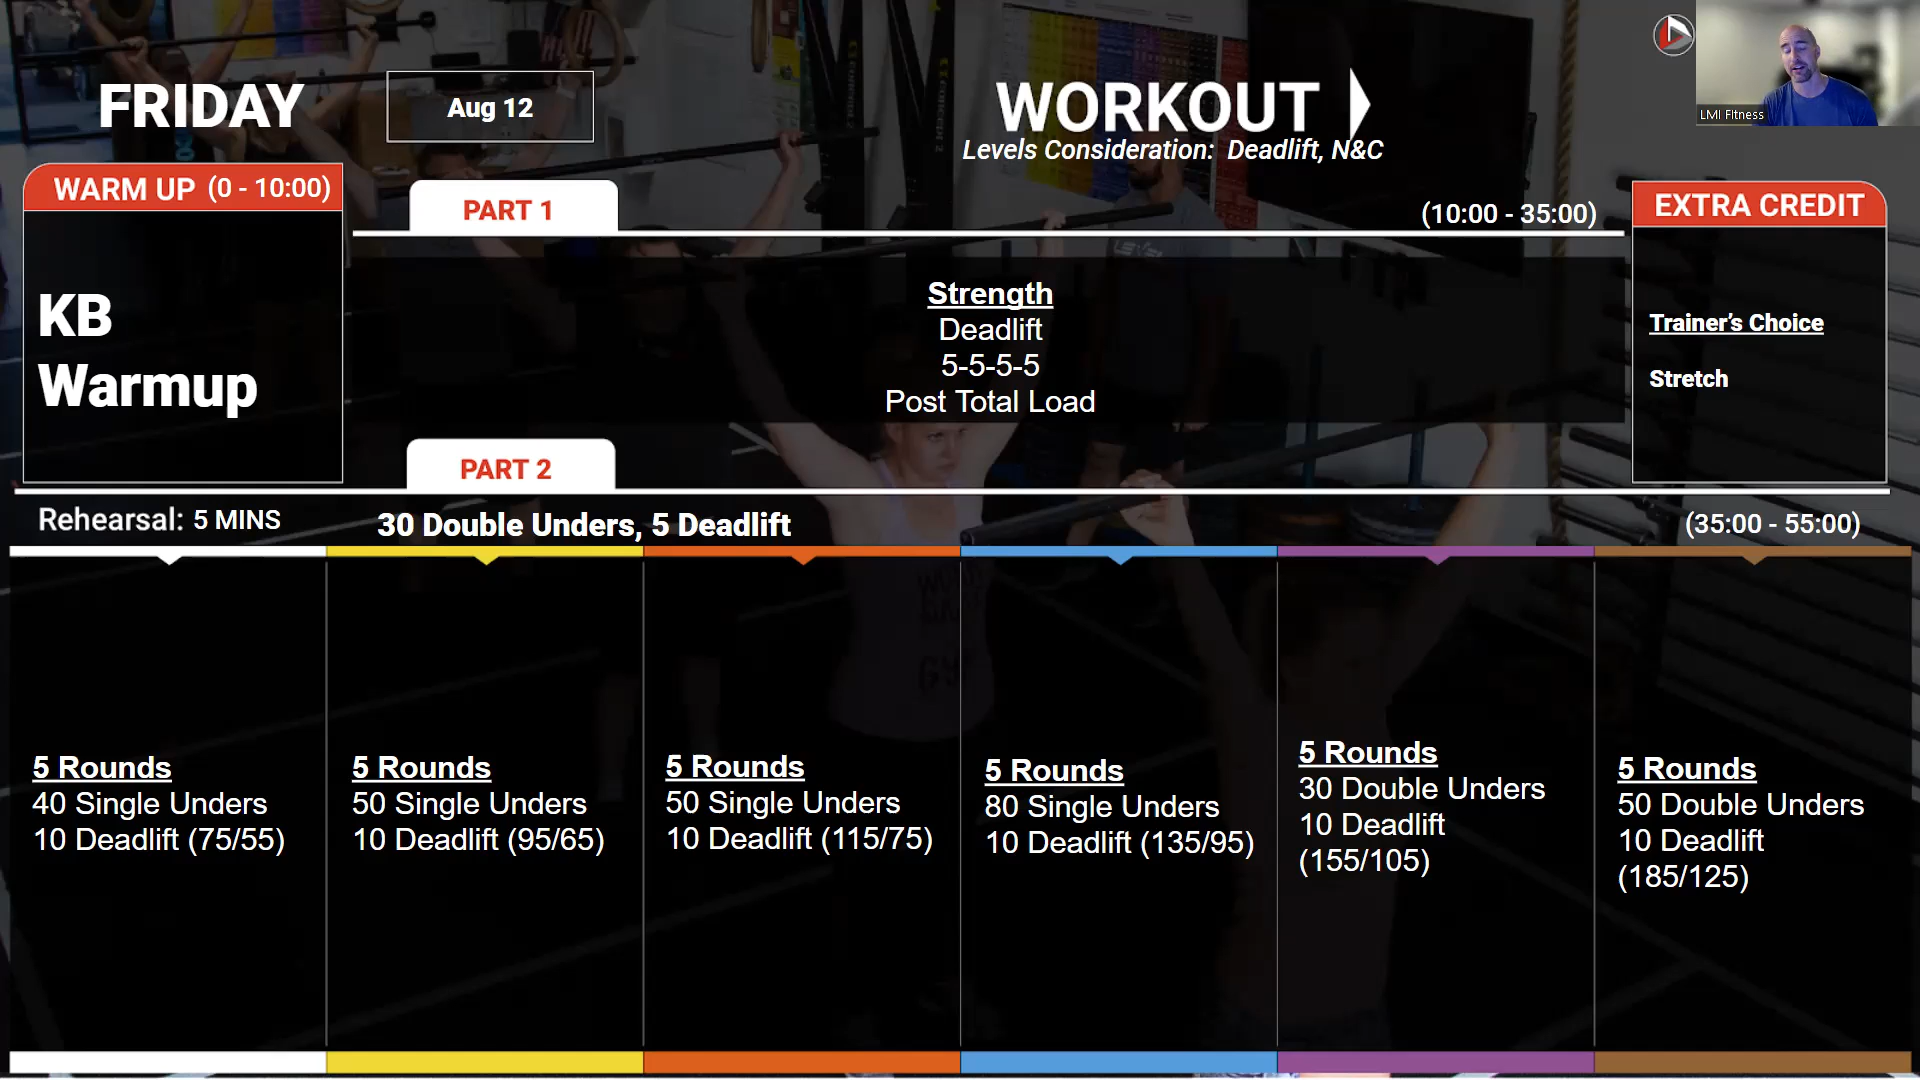 FRIDAY
Aug 12
WORKOUT
Levels Consideration: Deadlift, N&C
LMI Fitness
WARM UP (0 - 10:00)
KB
Warmup
PART 1
(10:00 - 35:00)
Strength
Deadlift
5-5-5-5
Post Total Load
EXTRA CREDIT
Trainer's Choice
Stretch
PART 2
Rehearsal: 5 MINS
30 Double Unders, 5 Deadlift
(35:00 - 55:00)
5 Rounds
40 Single Unders
10 Deadlift (75/55)
5 Rounds
50 Single Unders
10 Deadlift (95/65)
5 Rounds
50 Single Unders
10 Deadlift (115/75)
5 Rounds
80 Single Unders
10 Deadlift (135/95)
5 Rounds
30 Double Unders
10 Deadlift
(155/105)
5 Rounds
50 Double Unders
10 Deadlift
(185/125)